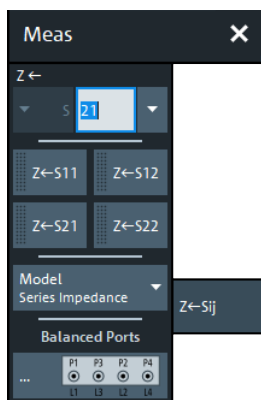 Meas ×
Z ←
S 21
Z←S11 Z←S12
Z←S21 Z←S22
Model
Series Impedance
Z←Sij
Balanced Ports
... P1 P3 P2 P4
L1 L3 L2 L4